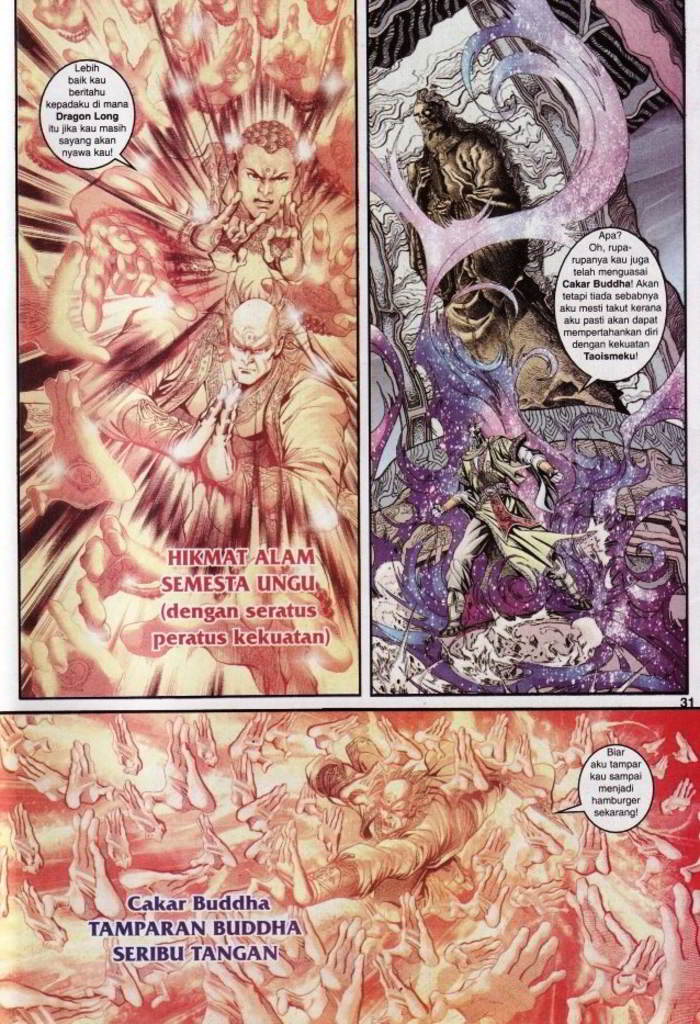 Lebih
baik kau
beritahu
kepadaku di mana
Dragon Long
itu jika kau masih
sayang akan
nyawa kau!
HIKMAT ALAM
SEMESTA UNGU
(dengan seratus
peratus kekuatan)
Apa?
Oh, rupa-
rupanya kau juga
telah menguasai
Cakar Buddha! Akan
tetapi tiada sebabnya
aku mesti takut kerana
aku pasti akan dapat
mempertahankan diri
dengan kekuatan
Taoismeku!
31
Biar
aku tampar
kau sampai
menjadi
hamburger
sekarang!
Cakar Buddha
TAMPARAN BUDDHA
SERIBU TANGAN